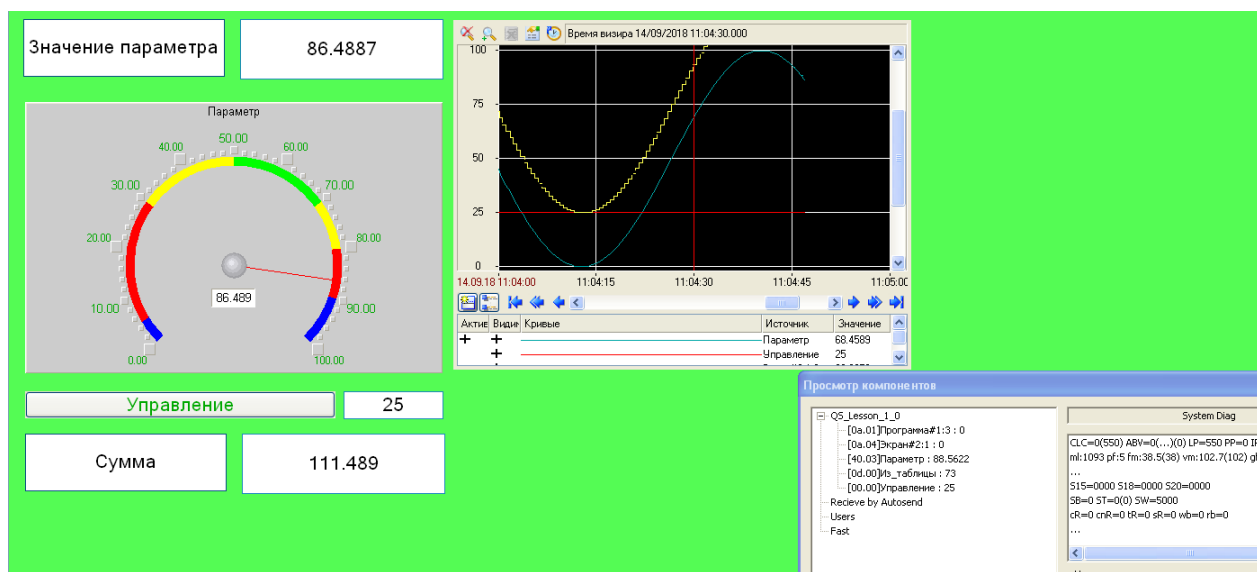 Значение параметра
86.4887
Параметр
0.00
10.00
20.00
30.00
40.00
50.00
60.00
70.00
80.00
90.00
100.00
86.489
Управление
25
Сумма
111.489
Время визира 14/09/2018 11:04:30.000
100
75
50
25
0
14.09.18 11:04:00 11:04:15 11:04:30 11:04:45 11:05:00
Кривые Источник Значение
Параметр 68.4589
Управление 25
Просмотр компонентов
QS_Lesson_1_0
[0a.01]Программа#1:3 : 0
[0a.04]Экран#2:1 : 0
[40.03]Параметр : 88.5622
[0d.00]Из_таблицы : 73
[00.00]Управление : 25
Recieve by Autosend
Users
Fast
System Diag
CLC=0(550) ABV=0(...)(0) LP=550 PP=0
ml:1093 pf:5 fm:38.5(38) vm:102.7(102)
...
S15=0000 S18=0000 S20=0000
SB=0 ST=0(0) SW=5000
cR=0 cnR=0 tR=0 sR=0 wb=0 rb=0
...